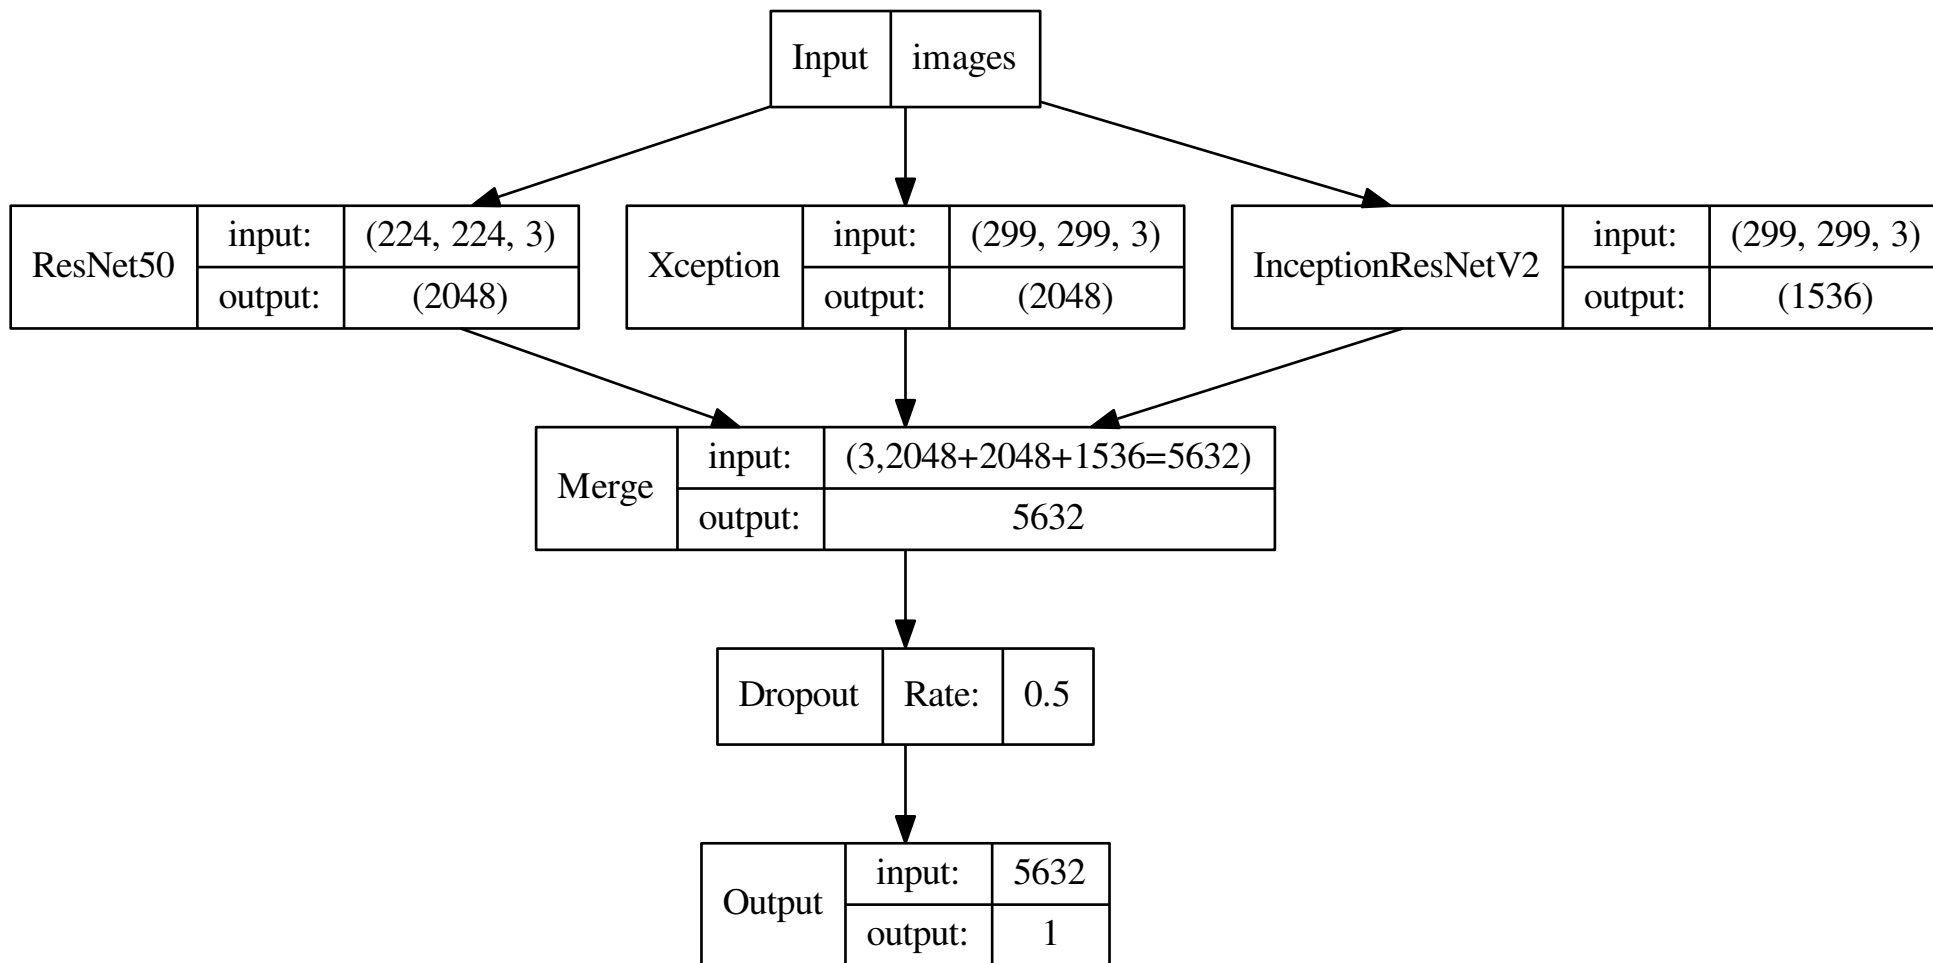 Input images
ResNet50 input: (224, 224, 3)
output: (2048)
Xception input: (299, 299, 3)
output: (2048)
InceptionResNetV2 input: (299, 299, 3)
output: (1536)
Merge input: (3,2048+2048+1536=5632)
output: 5632
Dropout Rate: 0.5
Output input: 5632
output: 1